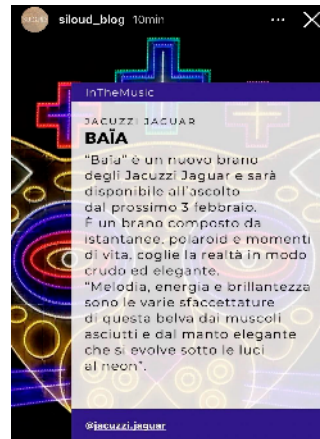 siloud_blog 10min
InTheMusic
JACUZZI JAGUAR
BAÏA
"Baïa" è un nuovo brano
degli Jacuzzi Jaguar e sarà
disponibile all'ascolto
dal prossimo 3 febbraio.
È un brano composto da
istantanee, polaroid e momenti
di vita, coglie la realtà in modo
crudo ed elegante.
"Melodia, energia e brillantezza
sono le varie sfaccettature
di questa belva dai muscoli
asciutti e dal manto elegante
che si evolve sotto le luci
al neon".
@jacuzzi.jaguar